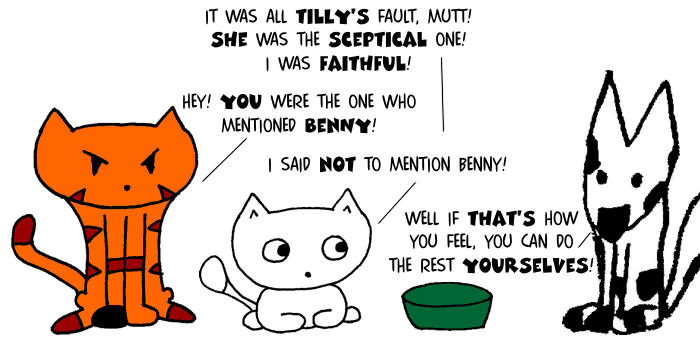 IT WAS ALL TILLY'S FAULT, MUTT!
SHE WAS THE SCEPTICAL ONE!
I WAS FAITHFUL!
HEY! YOU WERE THE ONE WHO
MENTIONED BENNY!
I SAID NOT TO MENTION BENNY!
WELL IF THAT'S HOW
YOU FEEL, YOU CAN DO
THE REST YOURSELVES!